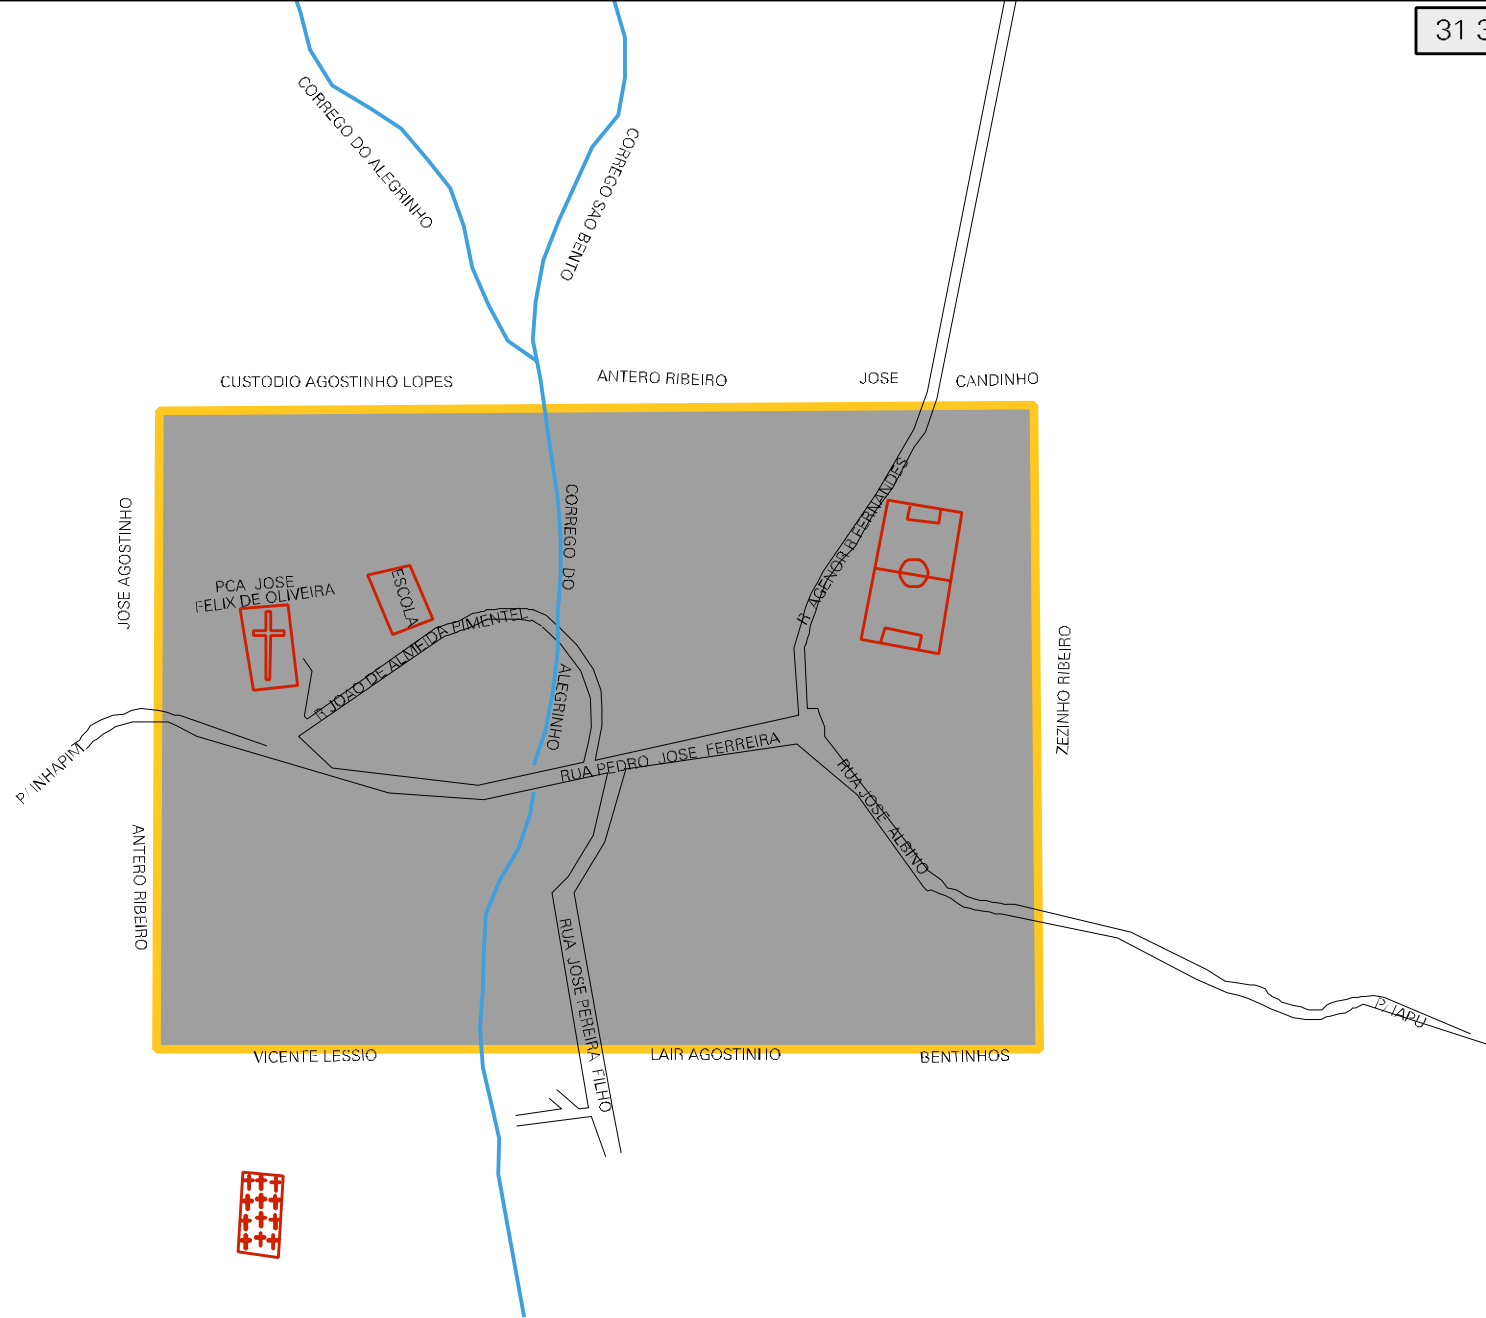 31 3
CORREGO DO ALEGRINHO
CORREGO SAO BENTO
CUSTODIO AGOSTINHO LOPES
ANTERO RIBEIRO
JOSE
CANDINHO
R AGENOR R FERNANDES
CORREGO DO
ALEGRINHO
JOSE AGOSTINHO
PCA JOSE
FELIX DE OLIVEIRA
ESCOLA
R JOAO DE ALMEIDA PIMENTEL
ZEZINHO RIBEIRO
P/ INHAPIM
RUA PEDRO JOSE FERREIRA
RUA JOSE ALBINO
ANTERO RIBEIRO
RUA JOSE PEREIRA FILHO
P/ IAPU
VICENTE LESSIO
LAIR AGOSTINHO
BENTINHOS